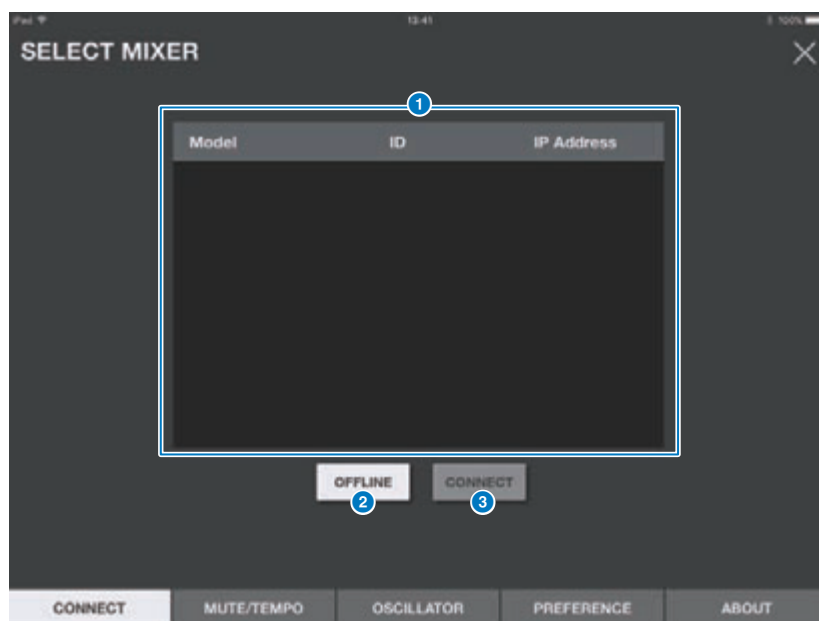 iPad 12:41 100%
SELECT MIXER
1
Model ID IP Address
OFFLINE CONNECT
2 3
CONNECT MUTE/TEMPO OSCILLATOR PREFERENCE ABOUT